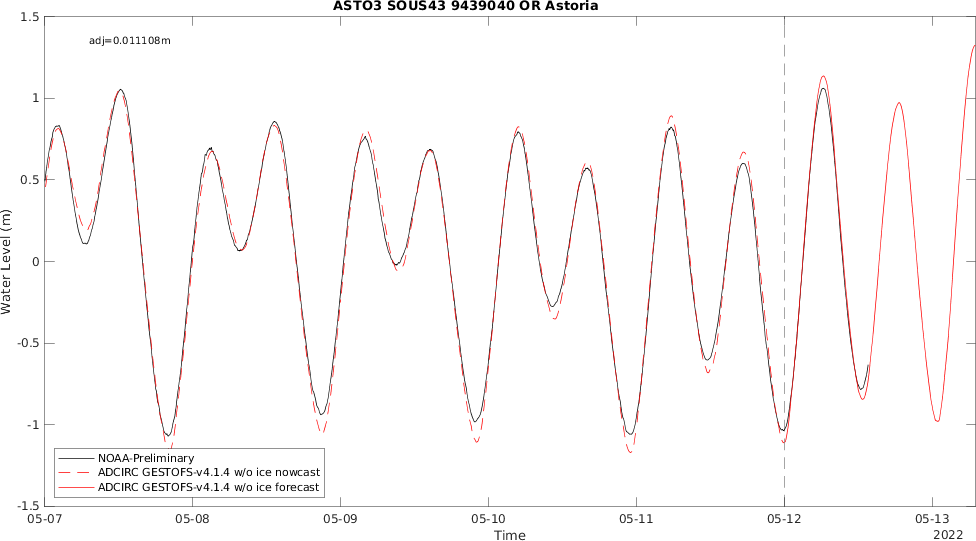 ASTO3 SOUS43 9439040 OR Astoria
adj=0.011108m
1.5
1
0.5
0
-0.5
-1
-1.5
Water Level (m)
NOAA-Preliminary
ADCIRC GESTOFS-v4.1.4 w/o ice nowcast
ADCIRC GESTOFS-v4.1.4 w/o ice forecast
05-07 05-08 05-09 05-10 05-11 05-12 05-13
Time
2022